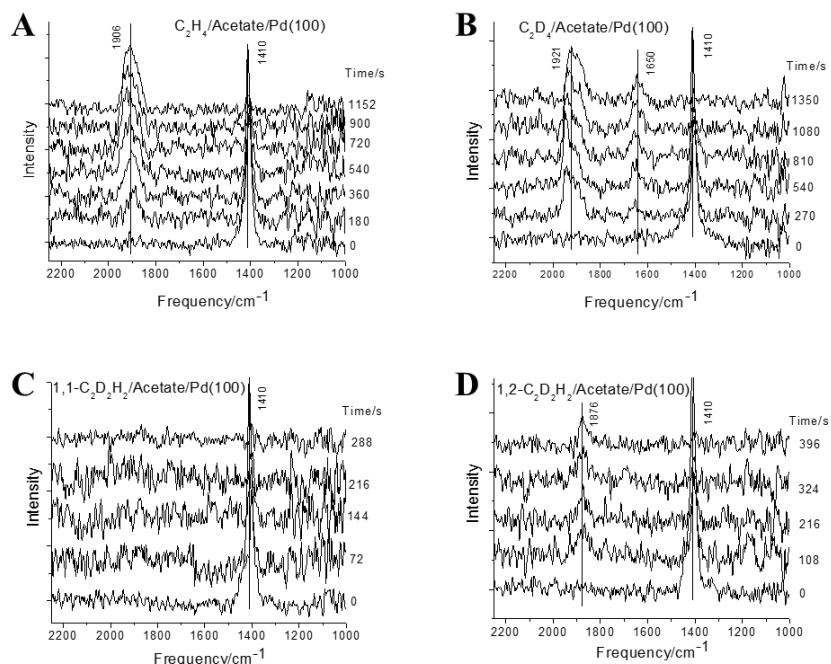 A
C₂H₄/Acetate/Pd(100)
1906
1410
Time/s
1152
900
720
540
360
180
0
Intensity
2200 2000 1800 1600 1400 1200 1000
Frequency/cm⁻¹
B
C₂D₄/Acetate/Pd(100)
1921
1650
1410
Time/s
1350
1080
810
540
270
0
Intensity
2200 2000 1800 1600 1400 1200 1000
Frequency/cm⁻¹
C
1,1-C₂D₂H₂/Acetate/Pd(100)
1410
Time/s
288
216
144
72
0
Intensity
2200 2000 1800 1600 1400 1200 1000
Frequency/cm⁻¹
D
1,2-C₂D₂H₂/Acetate/Pd(100)
1876
1410
Time/s
396
324
216
108
0
Intensity
2200 2000 1800 1600 1400 1200 1000
Frequency/cm⁻¹